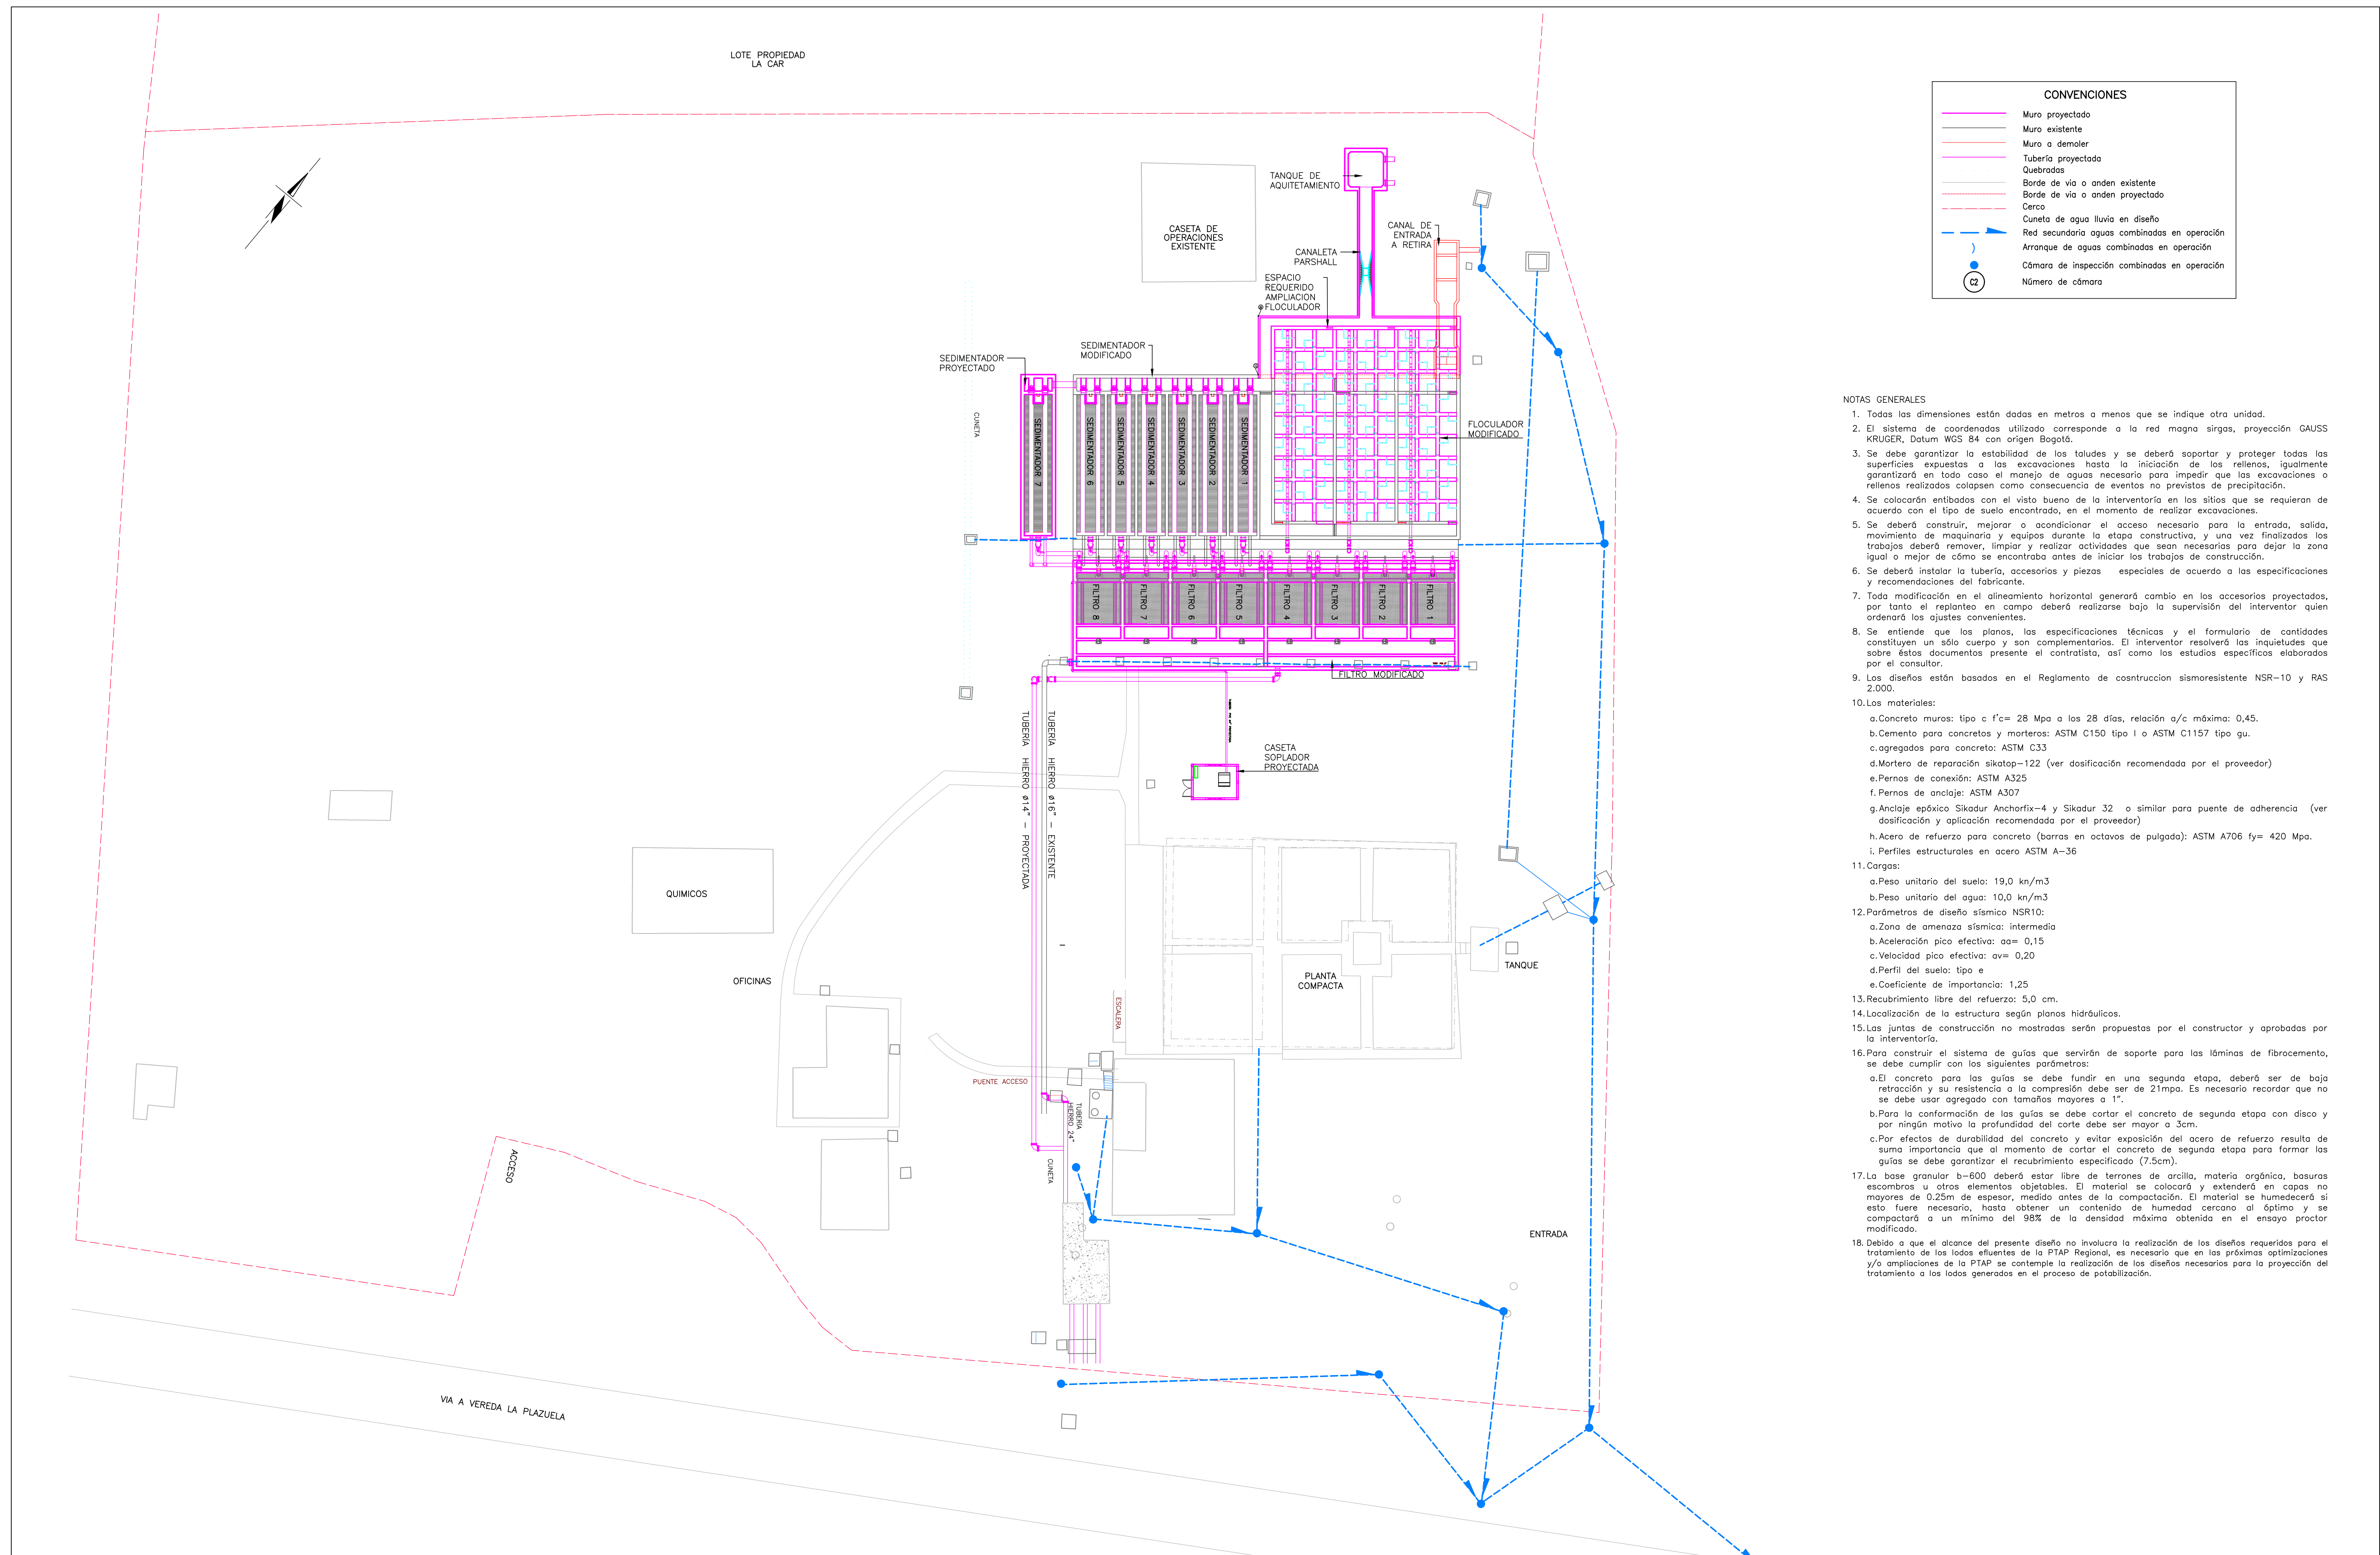 LOTE PROPIEDAD
LA CAR
TANQUE DE
AQUITETAMIENTO
CASETA DE
OPERACIONES
EXISTENTE
CANAL DE
ENTRADA
A RETIRA
CANALETA
PARSHALL
ESPACIO
REQUERIDO
AMPLIACION
FLOCULADOR
SEDIMENTADOR
MODIFICADO
SEDIMENTADOR
PROYECTADO
CUNETA
FLOCULADOR
MODIFICADO
SEDIMENTADOR 7
SEDIMENTADOR 6
SEDIMENTADOR 5
SEDIMENTADOR 4
SEDIMENTADOR 3
SEDIMENTADOR 2
SEDIMENTADOR 1
FILTRO 8
FILTRO 7
FILTRO 6
FILTRO 5
FILTRO 4
FILTRO 3
FILTRO 2
FILTRO 1
FILTRO MODIFICADO
TUBERÍA HIERRO ø14" - PROYECTADA
TUBERÍA HIERRO ø16" - EXISTENTE
CASETA
SOPLADOR
PROYECTADA
QUIMICOS
OFICINAS
PLANTA
COMPACTA
TANQUE
ESCALERA
PUENTE ACCESO
TUBERÍA
HIERRO 24"
CUNETA
ACCESO
ENTRADA
VIA A VEREDA LA PLAZUELA
CONVENCIONES
Muro proyectado
Muro existente
Muro a demoler
Tubería proyectada
Quebradas
Borde de via o anden existente
Borde de via o anden proyectado
Cerco
Cuneta de agua lluvia en diseño
Red secundaria aguas combinadas en operación
Arranque de aguas combinadas en operación
Cámara de inspección combinadas en operación
C2 Número de cámara
NOTAS GENERALES
1. Todas las dimensiones están dadas en metros a menos que se indique otra unidad.
2. El sistema de coordenadas utilizado corresponde a la red magna sirgas, proyección GAUSS
KRUGER, Datum WGS 84 con origen Bogotá.
3. Se debe garantizar la estabilidad de los taludes y se deberá soportar y proteger todas las
superficies expuestas a las excavaciones hasta la iniciación de los rellenos, igualmente
garantizará en todo caso el manejo de aguas necesario para impedir que las excavaciones o
rellenos realizados colapsen como consecuencia de eventos no previstos de precipitación.
4. Se colocarán entibados con el visto bueno de la interventoría en los sitios que se requieran de
acuerdo con el tipo de suelo encontrado, en el momento de realizar excavaciones.
5. Se deberá construir, mejorar o acondicionar el acceso necesario para la entrada, salida,
movimiento de maquinaria y equipos durante la etapa constructiva, y una vez finalizados los
trabajos deberá remover, limpiar y realizar actividades que sean necesarias para dejar la zona
igual o mejor de cómo se encontraba antes de iniciar los trabajos de construcción.
6. Se deberá instalar la tubería, accesorios y piezas especiales de acuerdo a las especificaciones
y recomendaciones del fabricante.
7. Toda modificación en el alineamiento horizontal generará cambio en los accesorios proyectados,
por tanto el replanteo en campo deberá realizarse bajo la supervisión del interventor quien
ordenará los ajustes convenientes.
8. Se entiende que los planos, las especificaciones técnicas y el formulario de cantidades
constituyen un sólo cuerpo y son complementarios. El interventor resolverá las inquietudes que
sobre éstos documentos presente el contratista, así como los estudios específicos elaborados
por el consultor.
9. Los diseños están basados en el Reglamento de cosntruccion sismoresistente NSR-10 y RAS
2.000.
10. Los materiales:
a. Concreto muros: tipo c f'c= 28 Mpa a los 28 días, relación a/c máxima: 0,45.
b. Cemento para concretos y morteros: ASTM C150 tipo I o ASTM C1157 tipo gu.
c. agregados para concreto: ASTM C33
d. Mortero de reparación sikatop-122 (ver dosificación recomendada por el proveedor)
e. Pernos de conexión: ASTM A325
f. Pernos de anclaje: ASTM A307
g. Anclaje epóxico Sikadur Anchorfix-4 y Sikadur 32 o similar para puente de adherencia (ver
dosificación y aplicación recomendada por el proveedor)
h. Acero de refuerzo para concreto (barras en octavos de pulgada): ASTM A706 fy= 420 Mpa.
i. Perfiles estructurales en acero ASTM A-36
11. Cargas:
a. Peso unitario del suelo: 19,0 kn/m3
b. Peso unitario del agua: 10,0 kn/m3
12. Parámetros de diseño sísmico NSR10:
a. Zona de amenaza sísmica: intermedia
b. Aceleración pico efectiva: aa= 0,15
c. Velocidad pico efectiva: av= 0,20
d. Perfil del suelo: tipo e
e. Coeficiente de importancia: 1,25
13. Recubrimiento libre del refuerzo: 5,0 cm.
14. Localización de la estructura según planos hidráulicos.
15. Las juntas de construcción no mostradas serán propuestas por el constructor y aprobadas por
la interventoría.
16. Para construir el sistema de guías que servirán de soporte para las láminas de fibrocemento,
se debe cumplir con los siguientes parámetros:
a. El concreto para las guías se debe fundir en una segunda etapa, deberá ser de baja
retracción y su resistencia a la compresión debe ser de 21mpa. Es necesario recordar que no
se debe usar agregado con tamaños mayores a 1".
b. Para la conformación de las guías se debe cortar el concreto de segunda etapa con disco y
por ningún motivo la profundidad del corte debe ser mayor a 3cm.
c. Por efectos de durabilidad del concreto y evitar exposición del acero de refuerzo resulta de
suma importancia que al momento de cortar el concreto de segunda etapa para formar las
guías se debe garantizar el recubrimiento especificado (7.5cm).
17. La base granular b-600 deberá estar libre de terrones de arcilla, materia orgánica, basuras
escombros u otros elementos objetables. El material se colocará y extenderá en capas no
mayores de 0.25m de espesor, medido antes de la compactación. El material se humedecerá si
esto fuere necesario, hasta obtener un contenido de humedad cercano al óptimo y se
compactará a un mínimo del 98% de la densidad máxima obtenida en el ensayo proctor
modificado.
18. Debido a que el alcance del presente diseño no involucra la realización de los diseños requeridos para el
tratamiento de los lodos efluentes de la PTAP Regional, es necesario que en las próximas optimizaciones
y/o ampliaciones de la PTAP se contemple la realización de los diseños necesarios para la proyección del
tratamiento a los lodos generados en el proceso de potabilización.